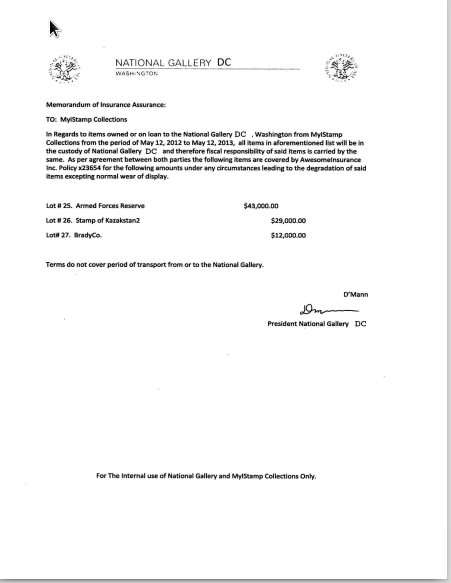 NATIONAL GALLERY DC
WASHINGTON
Memorandum of Insurance Assurance:
TO: MyIStamp Collections
In Regards to items owned or on loan to the National Gallery DC , Washington from MyIStamp
Collections from the period of May 12, 2012 to May 12, 2013, all items in aforementioned list will be in
the custody of National Gallery DC and therefore fiscal responsibility of said items is carried by the
same. As per agreement between both parties the following items are covered by AwesomeInsurance
Inc. Policy x23654 for the following amounts under any circumstances leading to the degradation of said
items excepting normal wear of display.
Lot # 25. Armed Forces Reserve $43,000.00
Lot # 26. Stamp of Kazakstan2 $29,000.00
Lot# 27. BradyCo. $12,000.00
Terms do not cover period of transport from or to the National Gallery.
D'Mann
Dm
President National Gallery DC
For The Internal use of National Gallery and MyIStamp Collections Only.